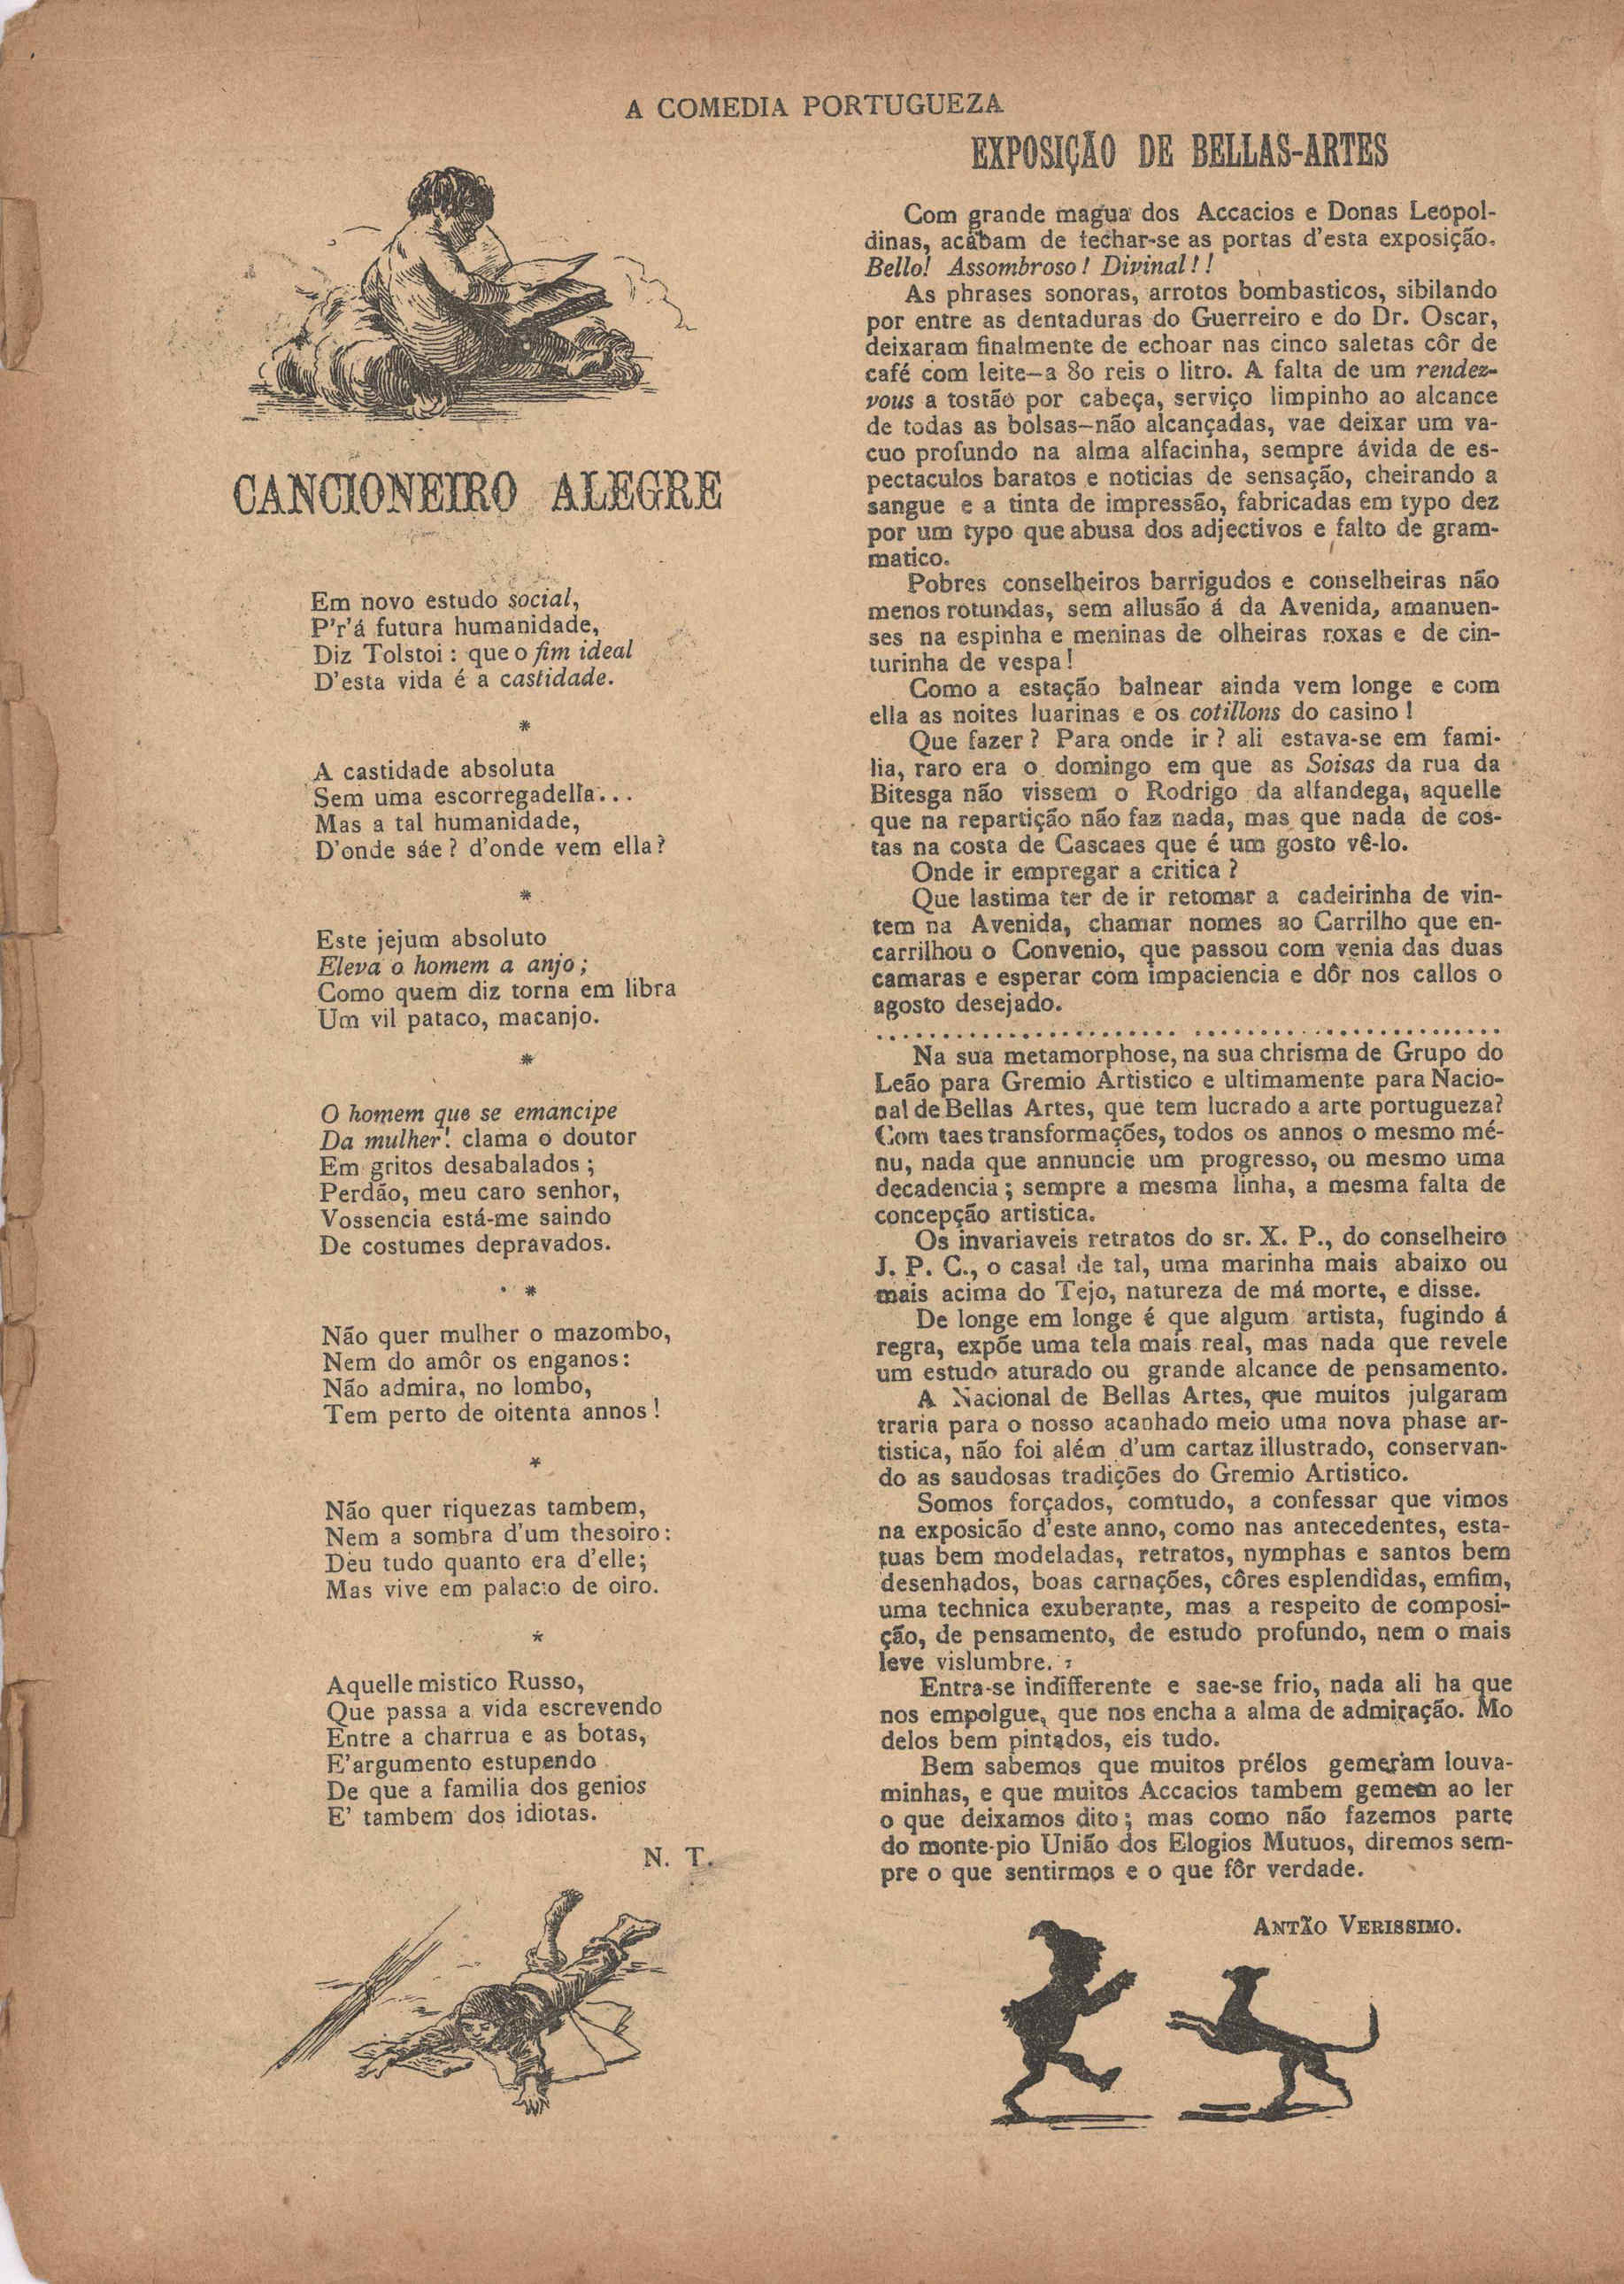 A COMEDIA PORTUGUEZA
CANCIONEIRO ALEGRE
Em novo estudo social,
P'r'á futura humanidade,
Diz Tolstoi: que o fim ideal
D'esta vida é a castidade.
*
A castidade absoluta
Sem uma escorregadella...
Mas a tal humanidade,
D'onde sáe? d'onde vem ella?
*
Este jejum absoluto
Eleva o homem a anjo;
Como quem diz torna em libra
Um vil pataco, macanjo.
*
O homem que se emancipe
Da mulher! clama o doutor
Em gritos desabalados;
Perdão, meu caro senhor,
Vossencia está-me saindo
De costumes depravados.
*
Não quer mulher o mazombo,
Nem do amôr os enganos:
Não admira, no lombo,
Tem perto de oitenta annos!
*
Não quer riquezas tambem,
Nem a sombra d'um thesoiro:
Deu tudo quanto era d'elle;
Mas vive em palacio de oiro.
*
Aquelle mistico Russo,
Que passa a vida escrevendo
Entre a charrua e as botas,
E' argumento estupendo
De que a familia dos genios
E' tambem dos idiotas.
N. T.
EXPOSIÇÃO DE BELLAS-ARTES
Com grande magua dos Accacios e Donas Leopol-
dinas, acabam de fechar-se as portas d'esta exposição.
Bello! Assombroso! Divinal!!
As phrases sonoras, arrotos bombasticos, sibilando
por entre as dentaduras do Guerreiro e do Dr. Oscar,
deixaram finalmente de echoar nas cinco saletas côr de
café com leite—a 80 reis o litro. A falta de um rendez-
vous a tostão por cabeça, serviço limpinho ao alcance
de todas as bolsas—não alcançadas, vae deixar um va-
cuo profundo na alma alfacinha, sempre ávida de es-
pectaculos baratos e noticias de sensação, cheirando a
sangue e a tinta de impressão, fabricadas em typo dez
por um typo que abusa dos adjectivos e falto de gram-
matico.
Pobres conselheiros barrigudos e conselheiras não
menos rotundas, sem allusão á da Avenida, amanuen-
ses na espinha e meninas de olheiras roxas e de cin-
turinha de vespa!
Como a estação balnear ainda vem longe e com
ella as noites luarinas e os cotillons do casino!
Que fazer? Para onde ir? ali estava-se em fami-
lia, raro era o domingo em que as Soisas da rua da
Bitesga não vissem o Rodrigo da alfandega, aquelle
que na repartição não faz nada, mas que nada de cos-
tas na costa de Cascaes que é um gosto vê-lo.
Onde ir empregar a critica?
Que lastima ter de ir retomar a cadeirinha de vin-
tem na Avenida, chamar nomes ao Carrilho que en-
carrilhou o Convenio, que passou com venia das duas
camaras e esperar com impaciencia e dôr nos callos o
agosto desejado.
..................................................
Na sua metamorphose, na sua chrisma de Grupo do
Leão para Gremio Artistico e ultimamente para Nacio-
nal de Bellas Artes, que tem lucrado a arte portugueza?
Com taes transformações, todos os annos o mesmo mé-
nu, nada que annuncie um progresso, ou mesmo uma
decadencia; sempre a mesma linha, a mesma falta de
concepção artistica.
Os invariaveis retratos do sr. X. P., do conselheiro
J. P. C., o casal de tal, uma marinha mais abaixo ou
mais acima do Tejo, natureza de má morte, e disse.
De longe em longe é que algum artista, fugindo á
regra, expõe uma tela mais real, mas nada que revele
um estudo aturado ou grande alcance de pensamento.
A Nacional de Bellas Artes, que muitos julgaram
traria para o nosso acanhado meio uma nova phase ar-
tistica, não foi além d'um cartaz illustrado, conservan-
do as saudosas tradições do Gremio Artistico.
Somos forçados, comtudo, a confessar que vimos
na exposicão d'este anno, como nas antecedentes, esta-
tuas bem modeladas, retratos, nymphas e santos bem
desenhados, boas carnações, côres esplendidas, emfim,
uma technica exuberante, mas a respeito de composi-
ção, de pensamento, de estudo profundo, nem o mais
leve vislumbre.
Entra-se indifferente e sae-se frio, nada ali ha que
nos empolgue, que nos encha a alma de admiração. Mo
delos bem pintados, eis tudo.
Bem sabemos que muitos prélos gemeram louva-
minhas, e que muitos Accacios tambem gemem ao ler
o que deixamos dito; mas como não fazemos parte
do monte-pio União dos Elogios Mutuos, diremos sem-
pre o que sentirmos e o que fôr verdade.
ANTÃO VERISSIMO.